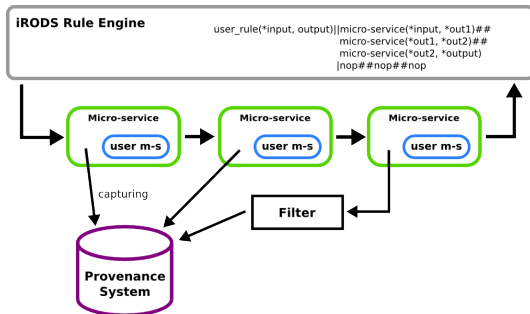 iRODS Rule Engine
user_rule(*input, output)||micro-service(*input, *out1)##
micro-service(*out1, *out2)##
micro-service(*out2, *output)
|nop##nop##nop
Micro-service
user m-s
Micro-service
user m-s
Micro-service
user m-s
capturing
Filter
Provenance
System